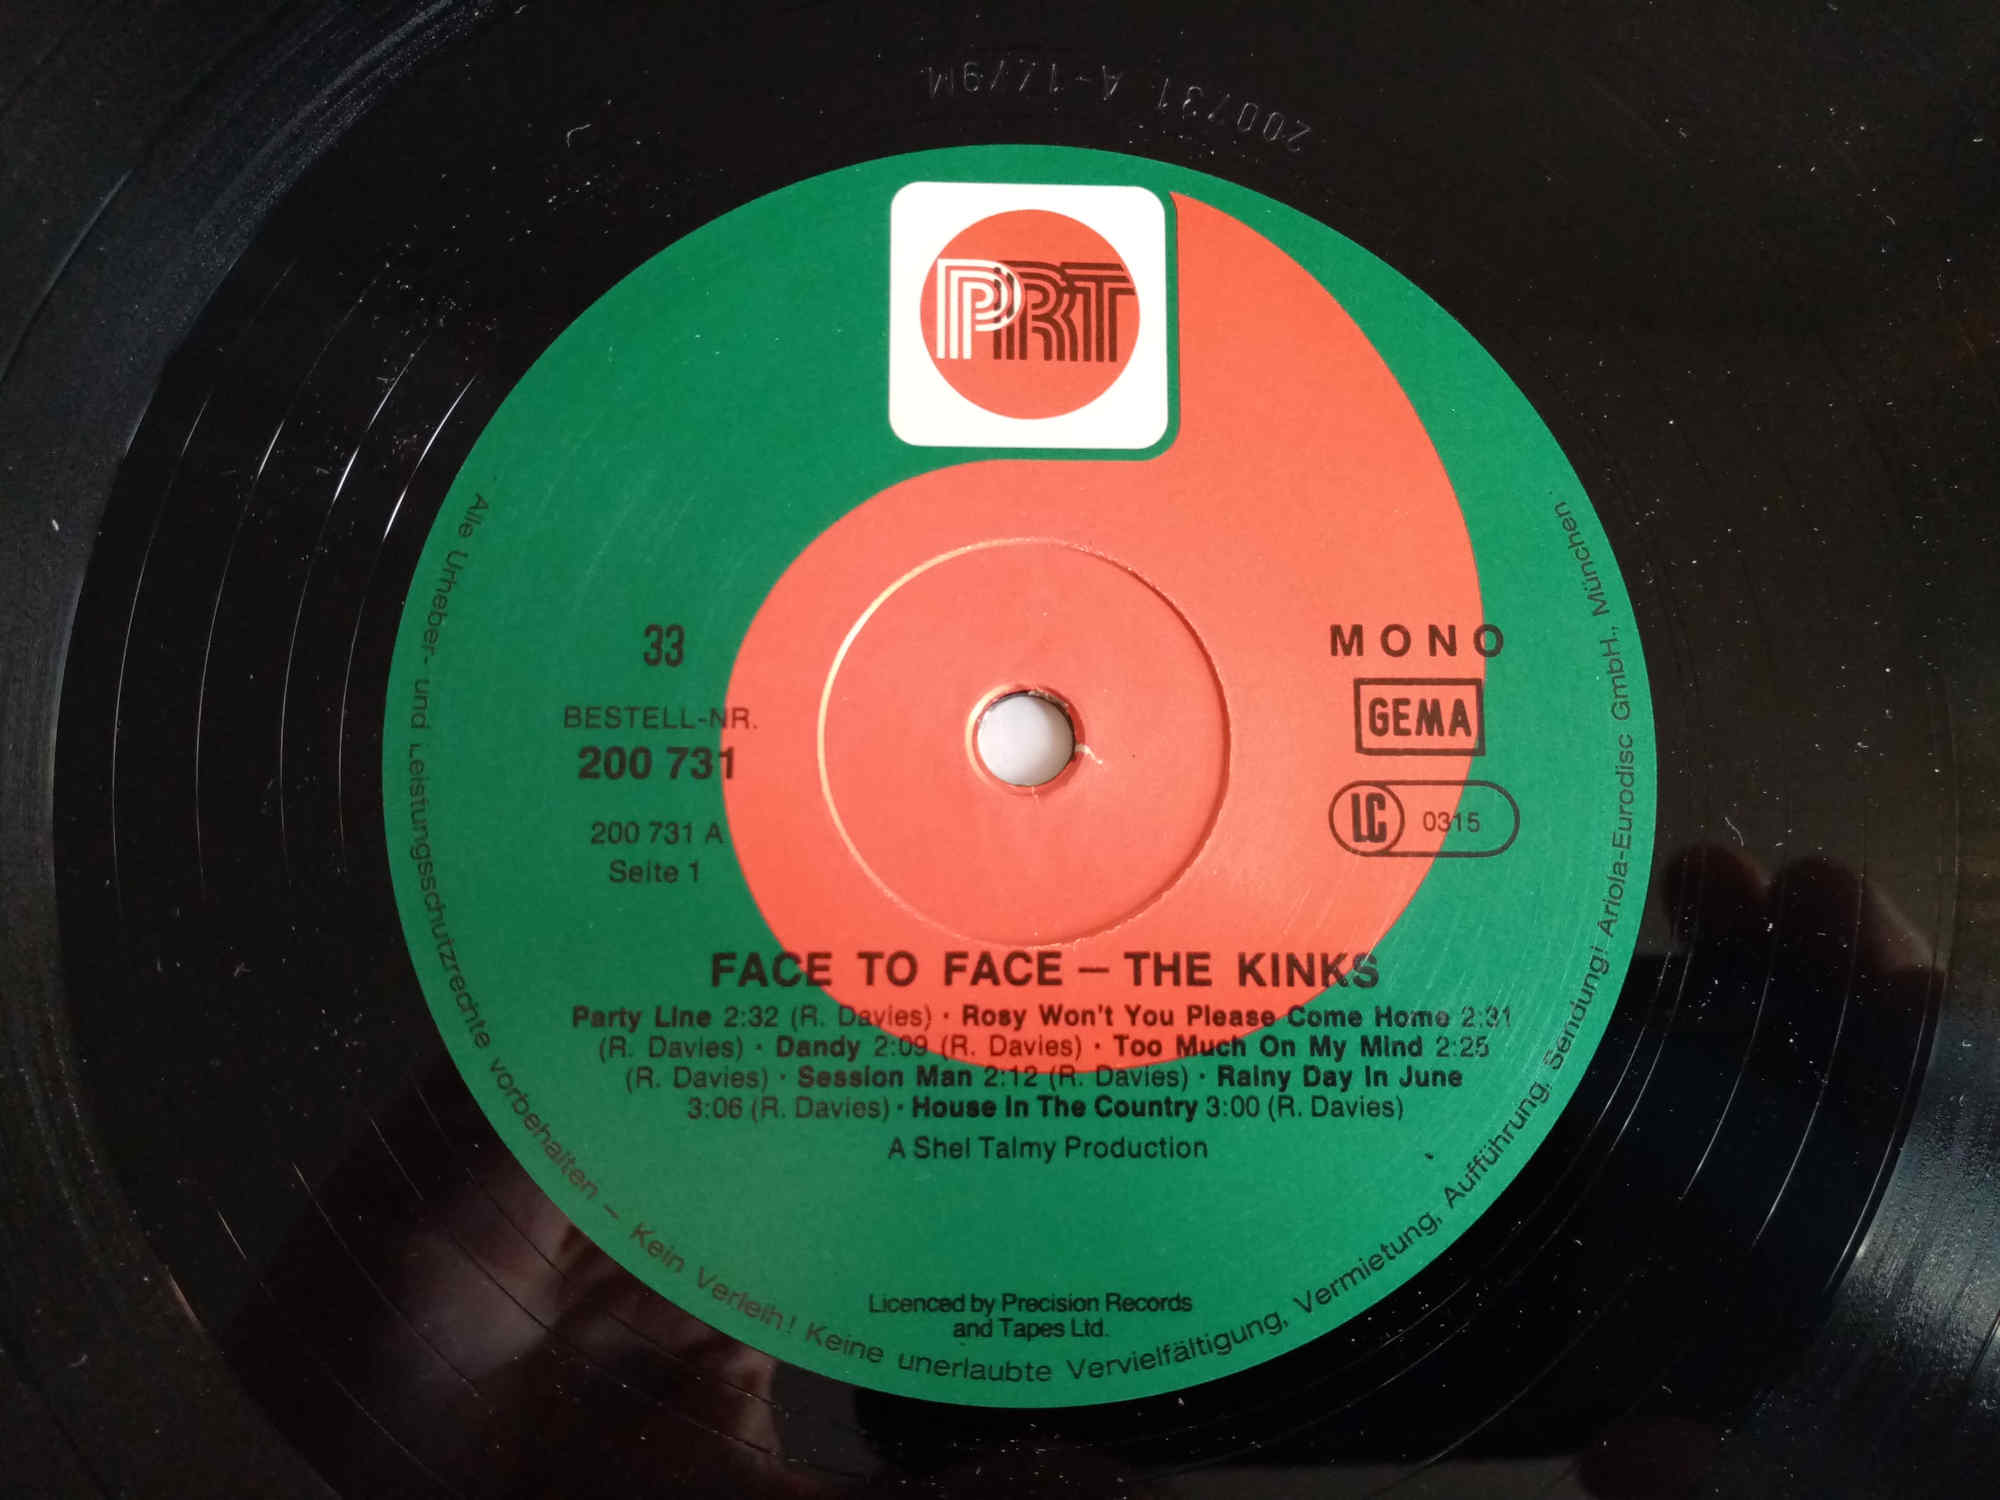 200731 A-1/79M
PRT
33
BESTELL-NR.
200 731
200 731 A
Seite 1
MONO
GEMA
LC 0315
FACE TO FACE – THE KINKS
Party Line 2:32 (R. Davies) · Rosy Won't You Please Come Home 2:31
(R. Davies) · Dandy 2:09 (R. Davies) · Too Much On My Mind 2:25
(R. Davies) · Session Man 2:12 (R. Davies) · Rainy Day In June
3:06 (R. Davies) · House In The Country 3:00 (R. Davies)
A Shel Talmy Production
Licenced by Precision Records
and Tapes Ltd.
Alle Urheber- und Leistungsschutzrechte vorbehalten – Kein Verleih! Keine unerlaubte Vervielfältigung, Vermietung, Aufführung, Sendung! Ariola-Eurodisc GmbH., München